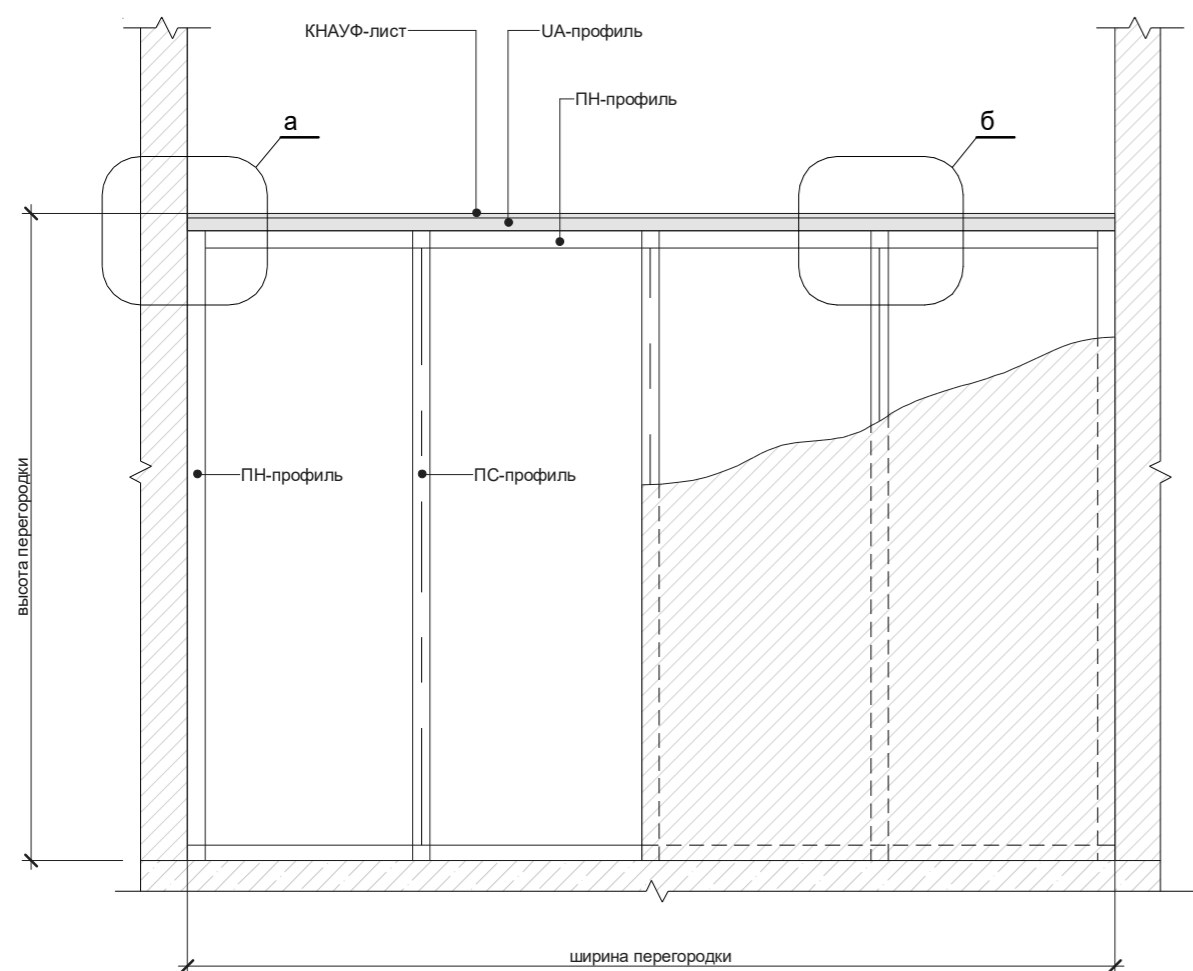 КНАУФ-лист
UA-профиль
ПН-профиль
а
б
ПН-профиль
ПС-профиль
высота перегородки
ширина перегородки